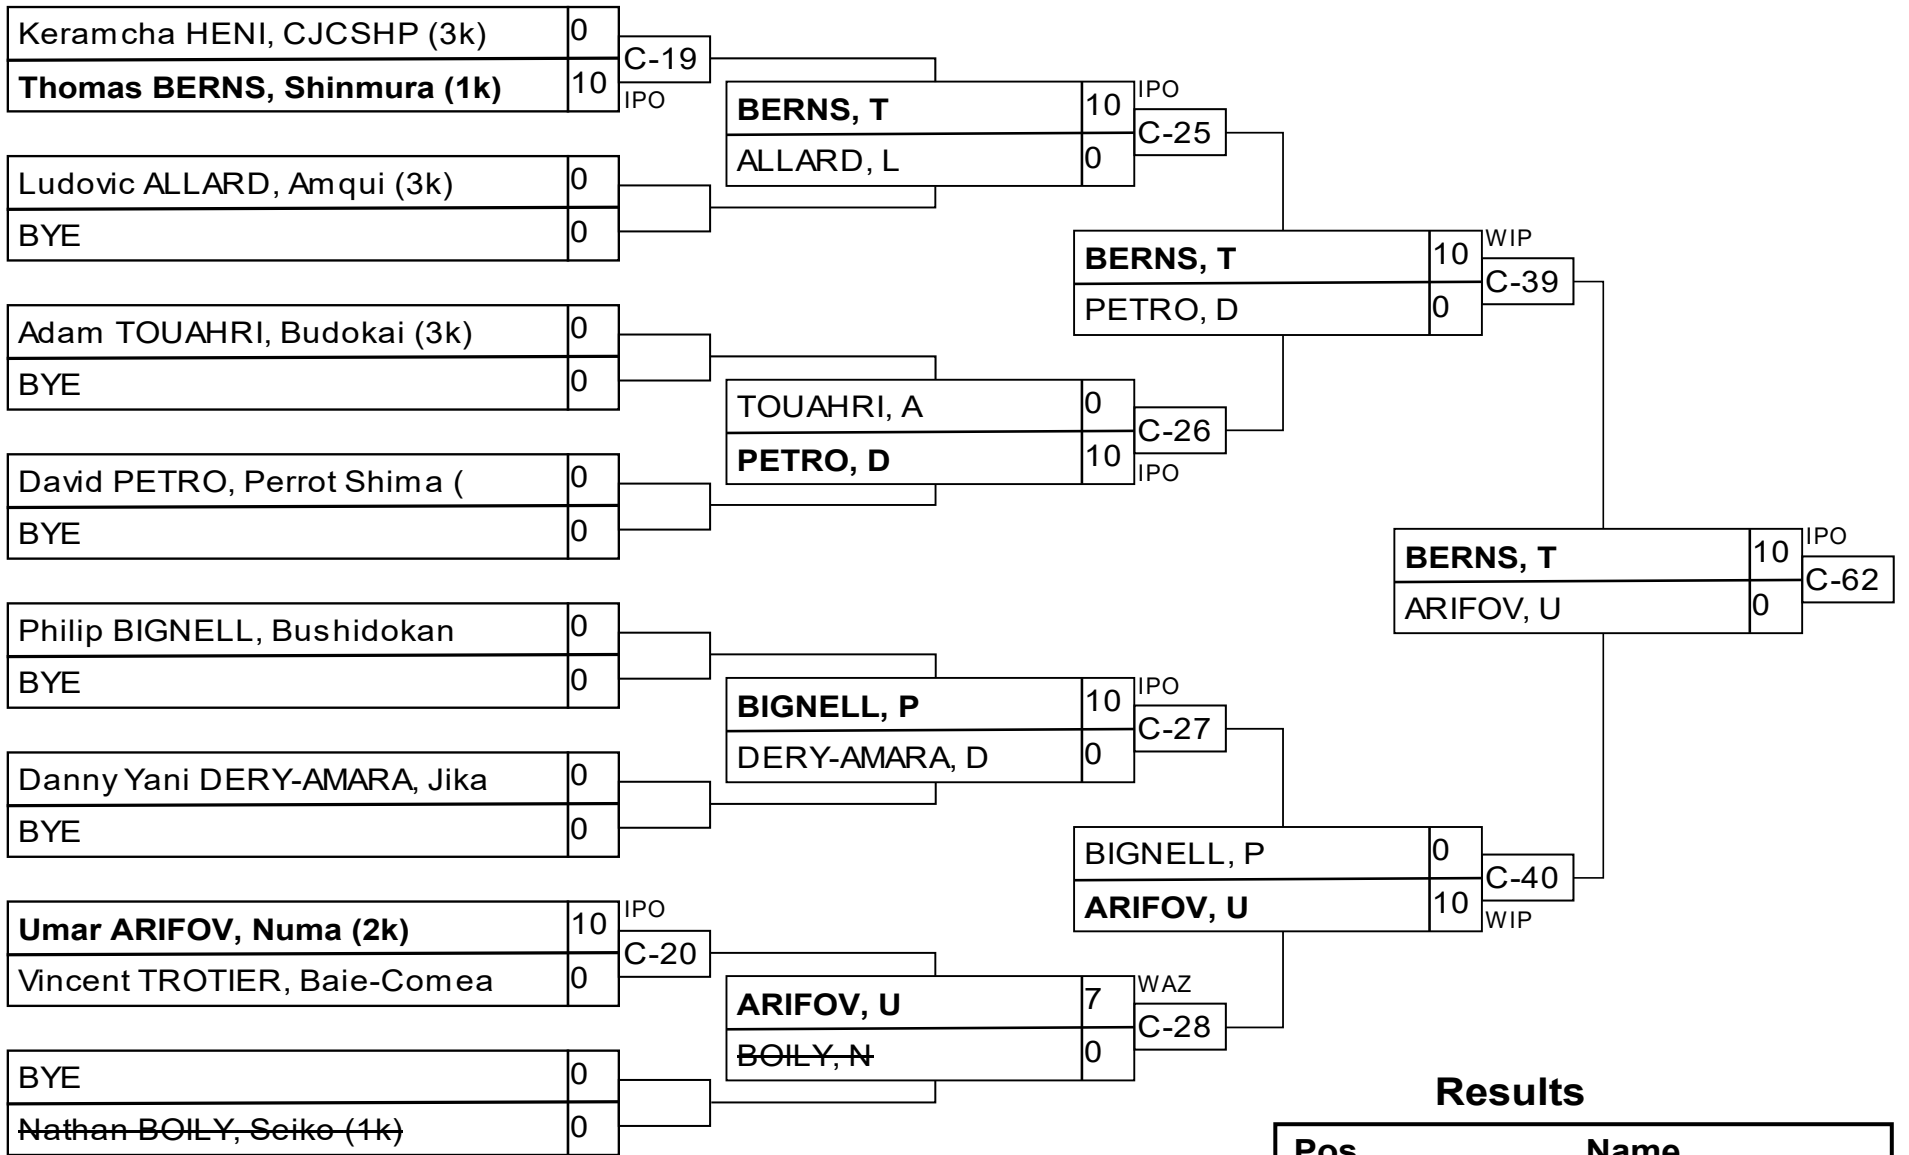 Keramcha HENI, CJCSHP (3k) 0
Thomas BERNS, Shinmura (1k) 10
C-19
IPO
Ludovic ALLARD, Amqui (3k) 0
BYE 0
Adam TOUAHRI, Budokai (3k) 0
BYE 0
David PETRO, Perrot Shima ( 0
BYE 0
Philip BIGNELL, Bushidokan 0
BYE 0
Danny Yani DERY-AMARA, Jika 0
BYE 0
Umar ARIFOV, Numa (2k) 10
Vincent TROTIER, Baie-Comea 0
IPO
C-20
BYE 0
Nathan BOILY, Seiko (1k) 0
BERNS, T 10
ALLARD, L 0
IPO
C-25
TOUAHRI, A 0
PETRO, D 10
C-26
IPO
BIGNELL, P 10
DERY-AMARA, D 0
IPO
C-27
ARIFOV, U 7
BOILY, N 0
WAZ
C-28
BERNS, T 10
PETRO, D 0
WIP
C-39
BIGNELL, P 0
ARIFOV, U 10
C-40
WIP
BERNS, T 10
ARIFOV, U 0
IPO
C-62
Results
Pos Name